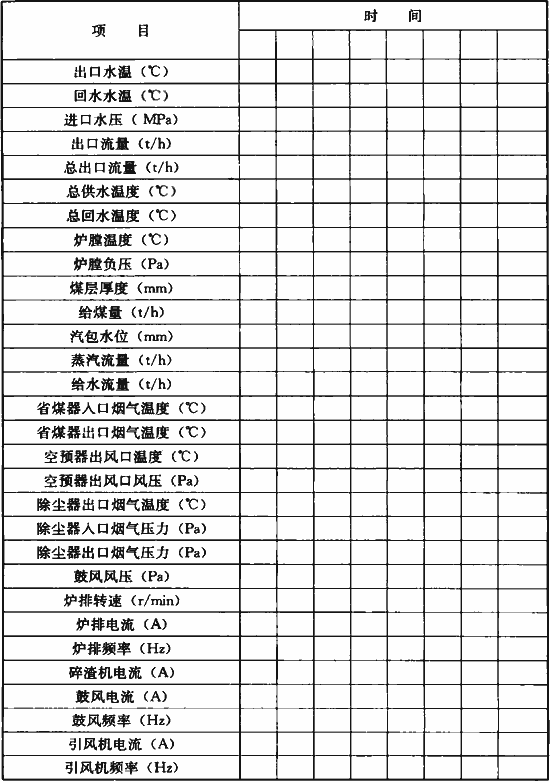 项 目
时 间
出口水温（℃）
回水水温（℃）
进口水压（ MPa）
出口流量（t/h）
总出口流量（t/h）
总供水温度（℃）
总回水温度（℃）
炉膛温度（℃）
炉膛负压（Pa）
煤层厚度（mm）
给煤量（t/h）
汽包水位（mm）
蒸汽流量（t/h）
给水流量（t/h）
省煤器入口烟气温度（℃）
省煤器出口烟气温度（℃）
空预器出风口温度（℃）
空预器出风口风压（Pa）
除尘器出口烟气温度（℃）
除尘器入口烟气压力（Pa）
除尘器出口烟气压力（Pa）
鼓风风压（Pa）
炉排转速（r/min）
炉排电流（A）
炉排频率（Hz）
碎渣机电流（A）
鼓风电流（A）
鼓风频率（Hz）
引风机电流（A）
引风机频率（Hz）